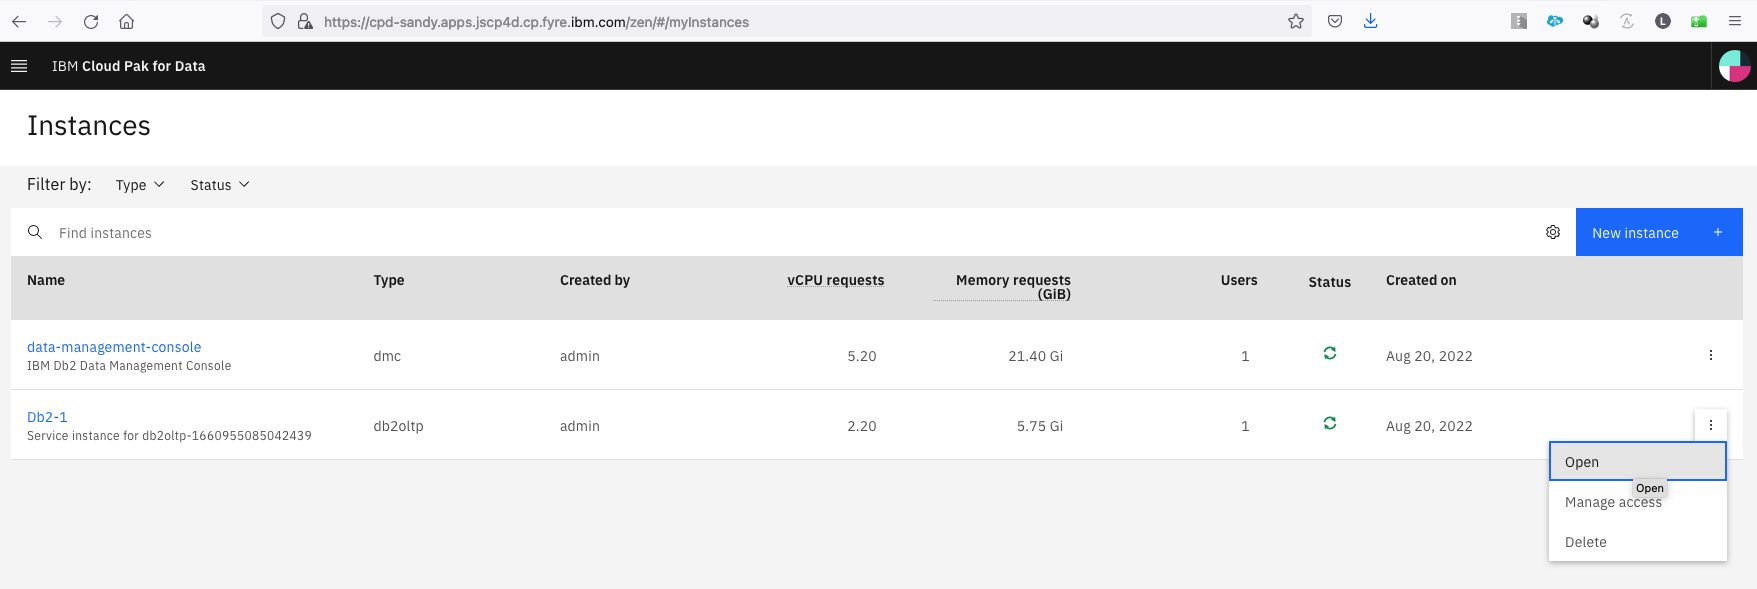 https://cpd-sandy.apps.jscp4d.cp.fyre.ibm.com/zen/#/myInstances
L
IBM Cloud Pak for Data
Instances
Filter by: Type Status
Find instances
New instance +
Name Type Created by vCPU requests Memory requests (GiB) Users Status Created on
data-management-console
IBM Db2 Data Management Console
dmc admin 5.20 21.40 Gi 1 Aug 20, 2022
Db2-1
Service instance for db2oltp-1660955085042439
db2oltp admin 2.20 5.75 Gi 1 Aug 20, 2022
Open
Open
Manage access
Delete